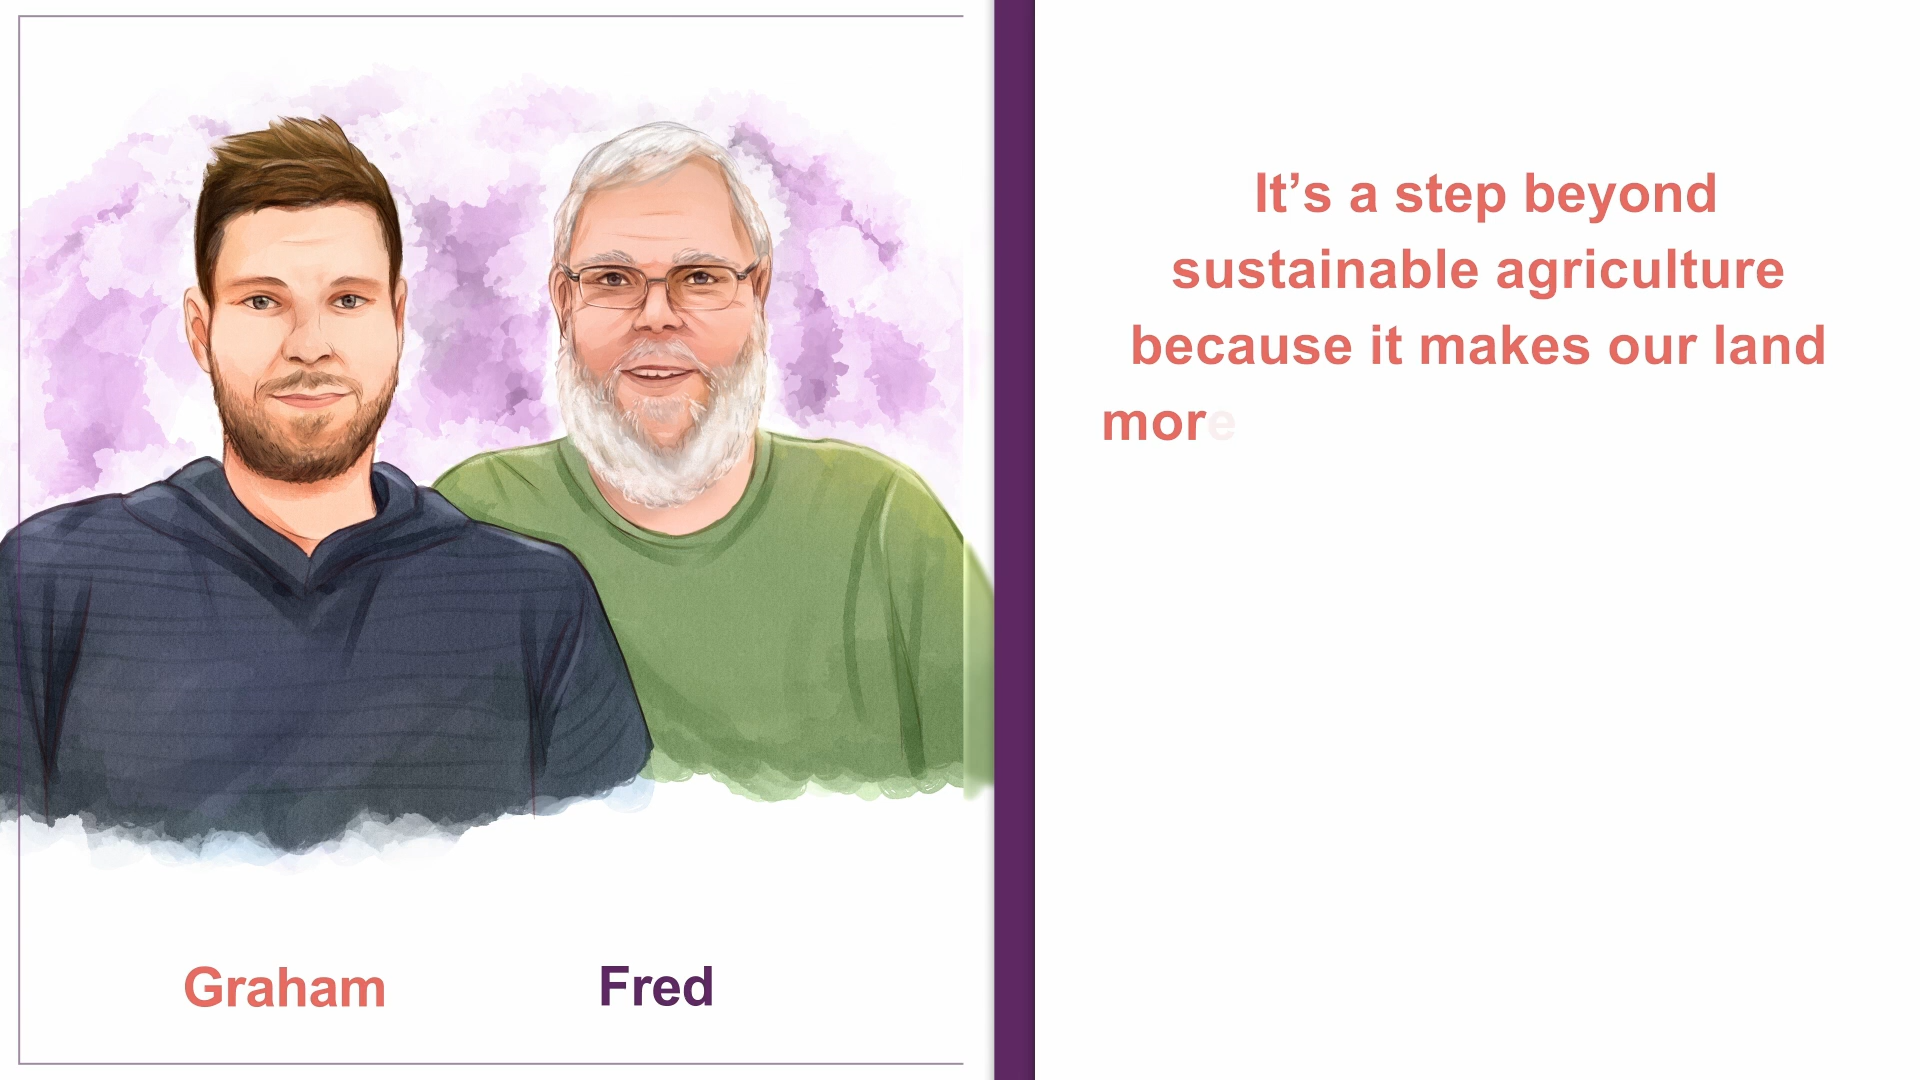 It’s a step beyond
sustainable agriculture
because it makes our land
more
Graham
Fred